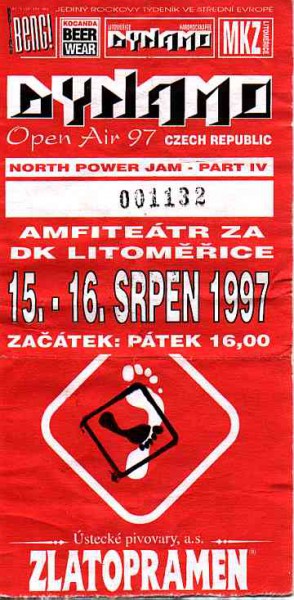 JEDINÝ ROCKOVÝ TÝDENÍK VE STŘEDNÍ EVROPĚ
BENG!
KOCANDA
BEER
WEAR
LITOMĚŘICE
DYNAMO
MKZ
LITOMĚŘICE
DYNAMO
Open Air 97 CZECH REPUBLIC
NORTH POWER JAM - PART IV
001132
AMFITEÁTR ZA
DK LITOMĚŘICE
15. - 16. SRPEN 1997
ZAČÁTEK: PÁTEK 16,00
Ústecké pivovary, a.s.
ZLATOPRAMEN®